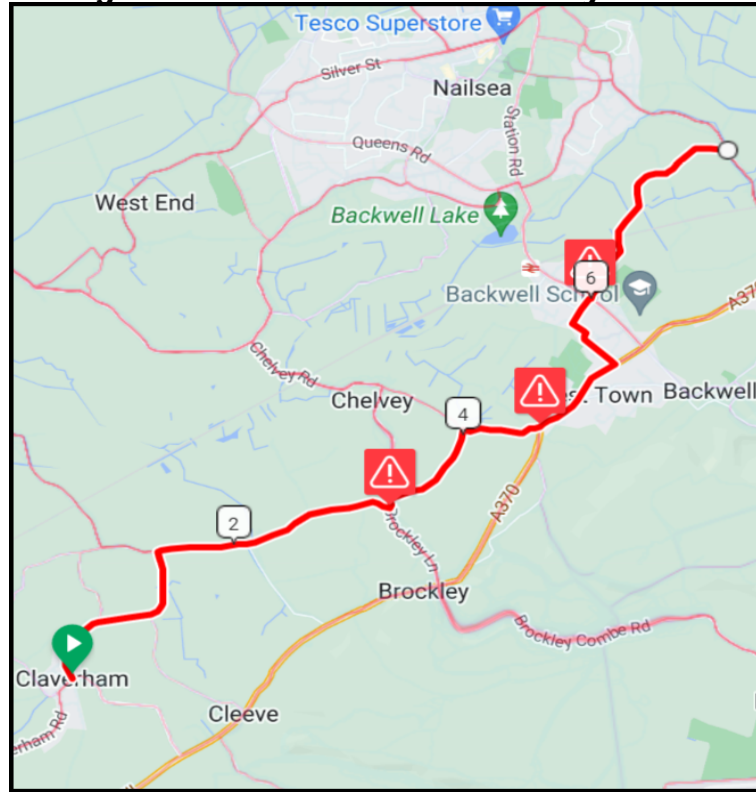 Tesco Superstore
Silver St
Nailsea
Queens Rd
Station Rd
West End
Backwell Lake
6
Backwell School
A370
Chelvey Rd
Chelvey
4
Town
Backwell
2
A370
Brockley Ln
Brockley
Brockley Combe Rd
Claverham
Cleeve
erham Rd